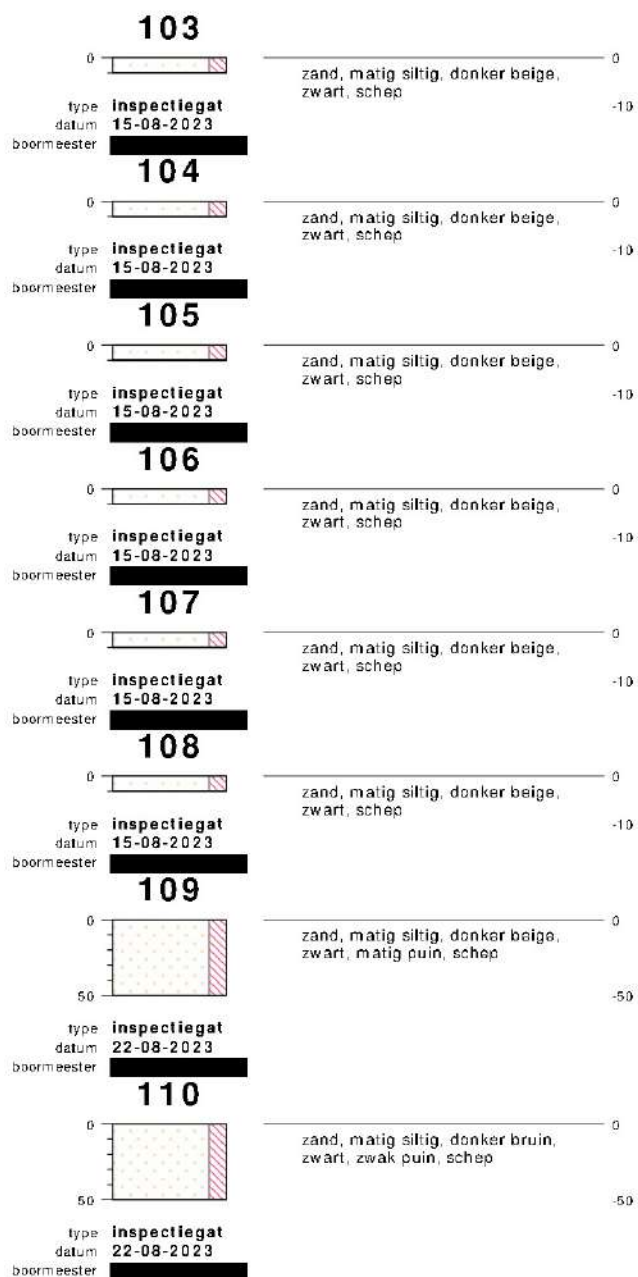 103
0
zand, matig siltig, donker beige,
zwart, schep
0
-10
type inspectiegat
datum 15-08-2023
boormeester
104
0
zand, matig siltig, donker beige,
zwart, schep
0
-10
type inspectiegat
datum 15-08-2023
boormeester
105
0
zand, matig siltig, donker beige,
zwart, schep
0
-10
type inspectiegat
datum 15-08-2023
boormeester
106
0
zand, matig siltig, donker beige,
zwart, schep
0
-10
type inspectiegat
datum 15-08-2023
boormeester
107
0
zand, matig siltig, donker beige,
zwart, schep
0
-10
type inspectiegat
datum 15-08-2023
boormeester
108
0
zand, matig siltig, donker beige,
zwart, schep
0
-10
type inspectiegat
datum 15-08-2023
boormeester
109
0
zand, matig siltig, donker beige,
zwart, matig puin, schep
0
50
-50
type inspectiegat
datum 22-08-2023
boormeester
110
0
zand, matig siltig, donker bruin,
zwart, zwak puin, schep
0
50
-50
type inspectiegat
datum 22-08-2023
boormeester